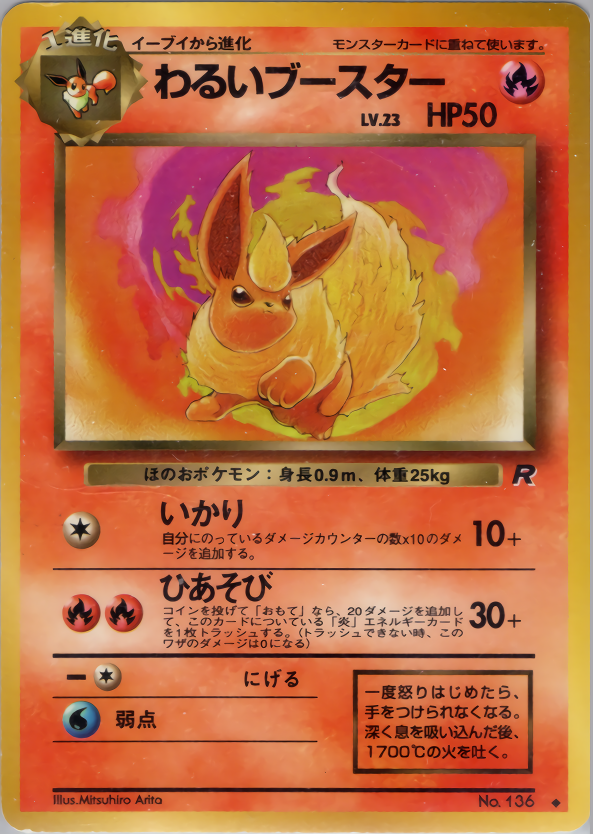 1進化
イーブイから進化
モンスターカードに重ねて使います。
わるいブースター
LV.23 HP50
ほのおポケモン：身長0.9m、体重25kg
R
いかり
自分にのっているダメージカウンターの数x10のダメ
ージを追加する。
10+
ひあそび
コインを投げて「おもて」なら、20ダメージを追加し
て、このカードについている「炎」エネルギーカード
を1枚トラッシュする。（トラッシュできない時、この
ワザのダメージは0になる）
30+
にげる
弱点
一度怒りはじめたら、
手をつけられなくなる。
深く息を吸い込んだ後、
1700℃の火を吐く。
Illus.Mitsuhiro Arita
No. 136